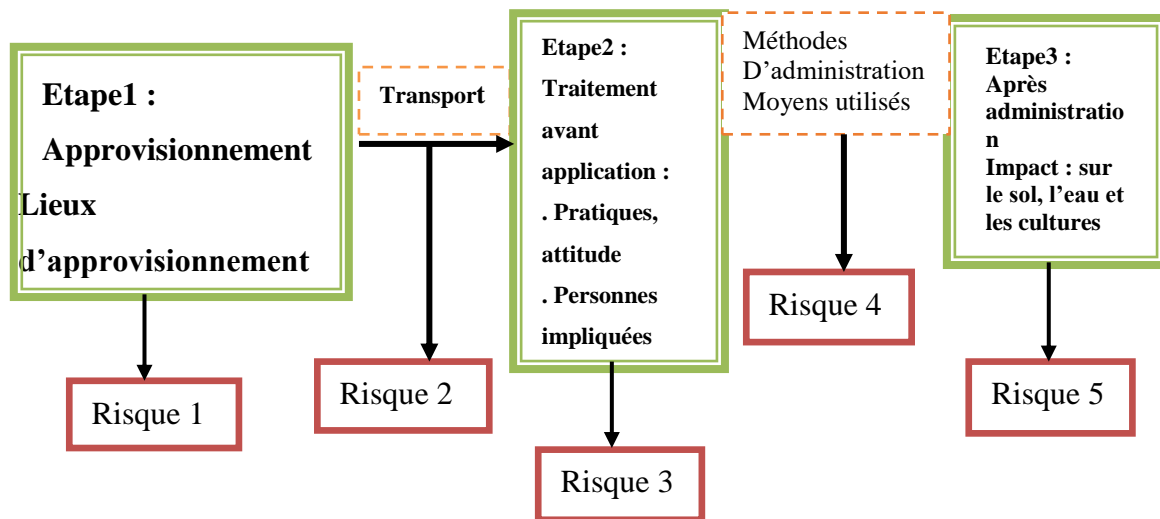 Etape1 :
Approvisionnement
Lieux
d’approvisionnement
Risque 1
Transport
Risque 2
Etape2 :
Traitement
avant
application :
. Pratiques,
attitude
. Personnes
impliquées
Risque 3
Méthodes
D’administration
Moyens utilisés
Risque 4
Etape3 :
Après
administratio
n
Impact : sur
le sol, l’eau et
les cultures
Risque 5